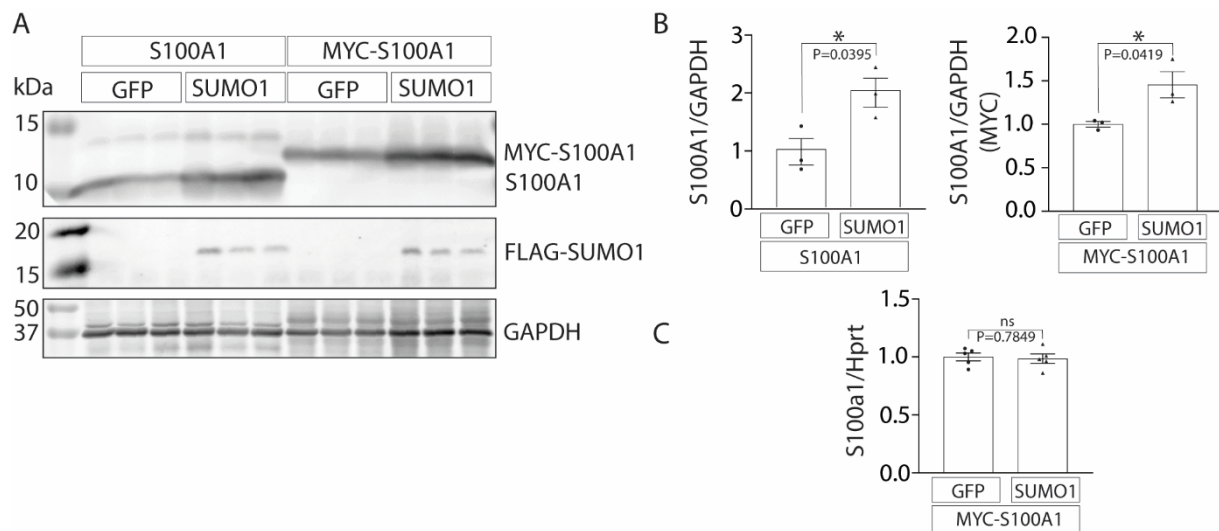 A
S100A1 MYC-S100A1
kDa GFP SUMO1 GFP SUMO1
15
MYC-S100A1
10 S100A1
20
FLAG-SUMO1
15
50
37 GAPDH
B
S100A1/GAPDH
3
2
1
0
*
P=0.0395
GFP SUMO1
S100A1
S100A1/GAPDH
(MYC)
2.0
1.5
1.0
0.5
0.0
*
P=0.0419
GFP SUMO1
MYC-S100A1
C
S100a1/Hprt
1.5
1.0
0.5
0.0
ns
P=0.7849
GFP SUMO1
MYC-S100A1